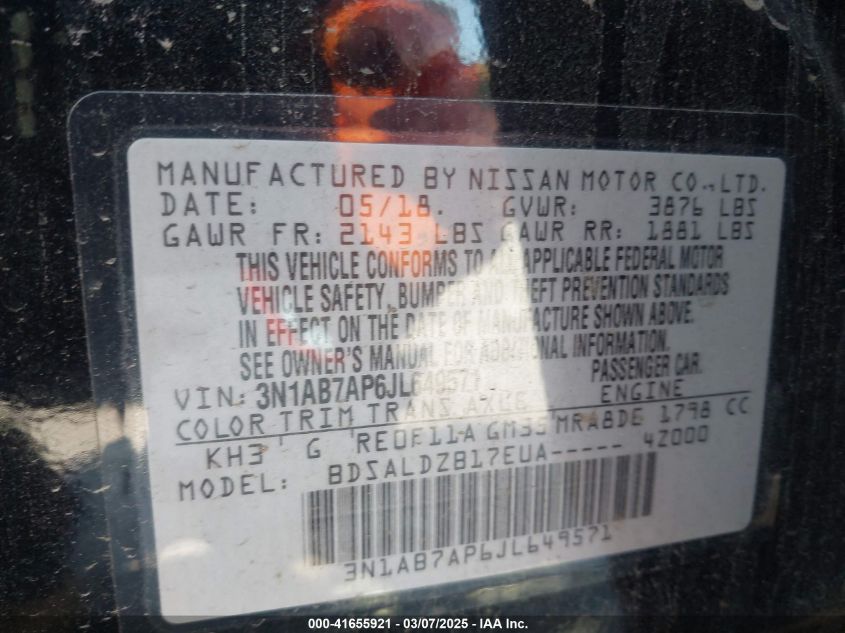 MANUFACTURED BY NISSAN MOTOR CO., LTD.
DATE: 05/18. GVWR: 3876 LBS
GAWR FR: 2143 LBS GAWR RR: 1881 LBS
THIS VEHICLE CONFORMS TO ALL APPLICABLE FEDERAL MOTOR
VEHICLE SAFETY, BUMPER AND THEFT PREVENTION STANDARDS
IN EFFECT ON THE DATE OF MANUFACTURE SHOWN ABOVE.
SEE OWNER'S MANUAL FOR ADDITIONAL INFORMATION.
VIN: 3N1AB7AP6JL649571 PASSENGER CAR.
COLOR TRIM TRANS AXLE ENGINE
KH3 G RE0F11A GM33 MRA8DE 1798 CC
MODEL: BDSALDZB17EUA----- 4Z000
3N1AB7AP6JL649571
000-41655921 - 03/07/2025 - IAA Inc.